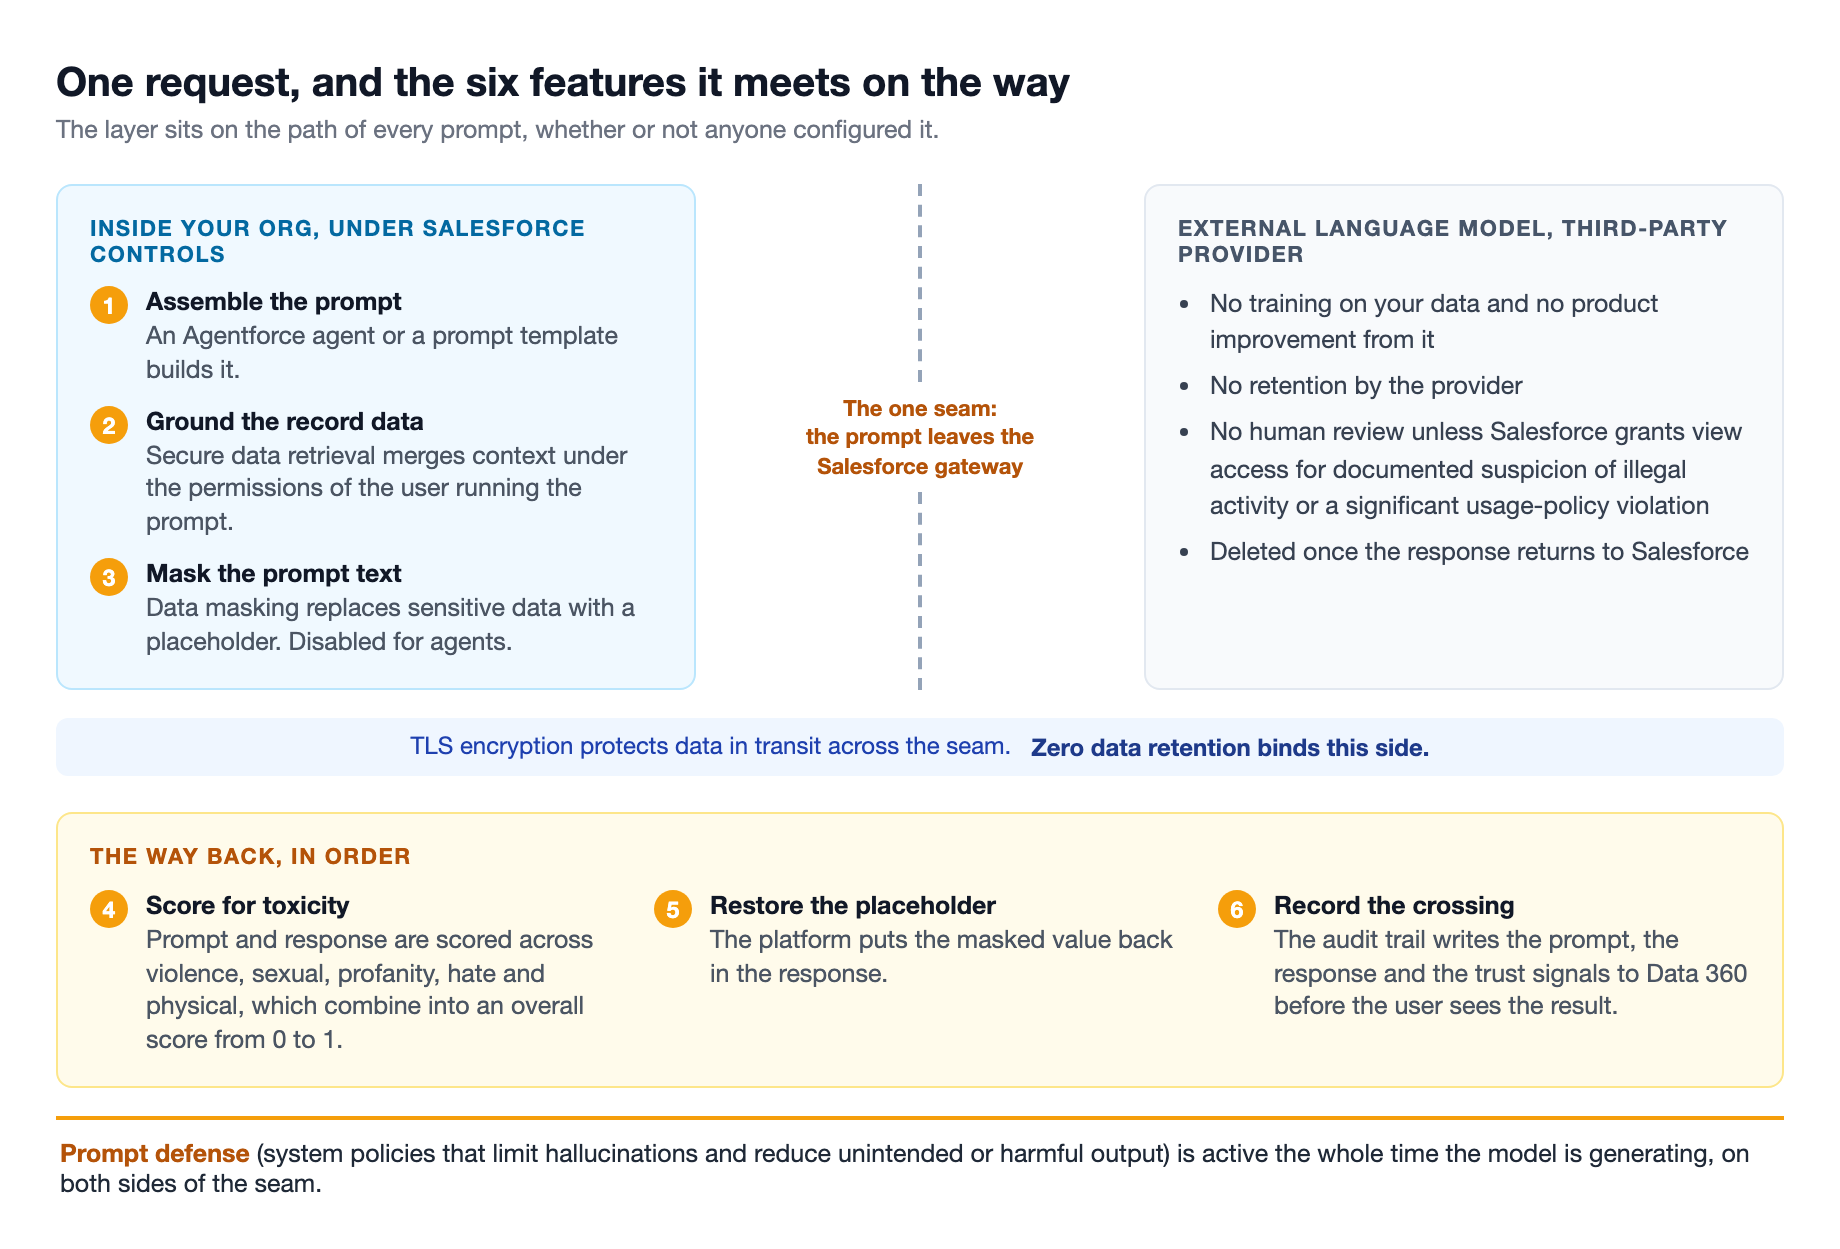 One request, and the six features it meets on the way
The layer sits on the path of every prompt, whether or not anyone configured it.
INSIDE YOUR ORG, UNDER SALESFORCE
CONTROLS
1 Assemble the prompt
An Agentforce agent or a prompt template
builds it.
2 Ground the record data
Secure data retrieval merges context under
the permissions of the user running the
prompt.
3 Mask the prompt text
Data masking replaces sensitive data with a
placeholder. Disabled for agents.
The one seam:
the prompt leaves the
Salesforce gateway
EXTERNAL LANGUAGE MODEL, THIRD-PARTY
PROVIDER
• No training on your data and no product
improvement from it
• No retention by the provider
• No human review unless Salesforce grants view
access for documented suspicion of illegal
activity or a significant usage-policy violation
• Deleted once the response returns to Salesforce
TLS encryption protects data in transit across the seam. Zero data retention binds this side.
THE WAY BACK, IN ORDER
4 Score for toxicity
Prompt and response are scored across
violence, sexual, profanity, hate and
physical, which combine into an overall
score from 0 to 1.
5 Restore the placeholder
The platform puts the masked value back
in the response.
6 Record the crossing
The audit trail writes the prompt, the
response and the trust signals to Data 360
before the user sees the result.
Prompt defense (system policies that limit hallucinations and reduce unintended or harmful output) is active the whole time the model is generating, on
both sides of the seam.